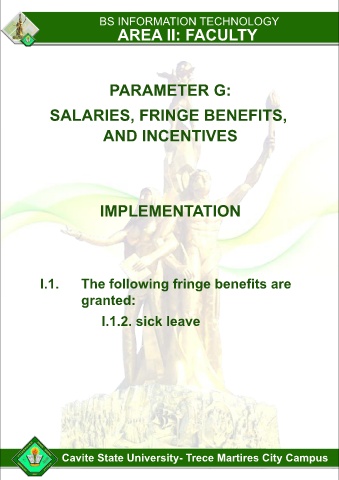 BS INFORMATION TECHNOLOGY
AREA II: FACULTY
PARAMETER G:
SALARIES, FRINGE BENEFITS,
AND INCENTIVES
IMPLEMENTATION
I.1. The following fringe benefits are
granted:
I.1.2. sick leave
Cavite State University- Trece Martires City Campus